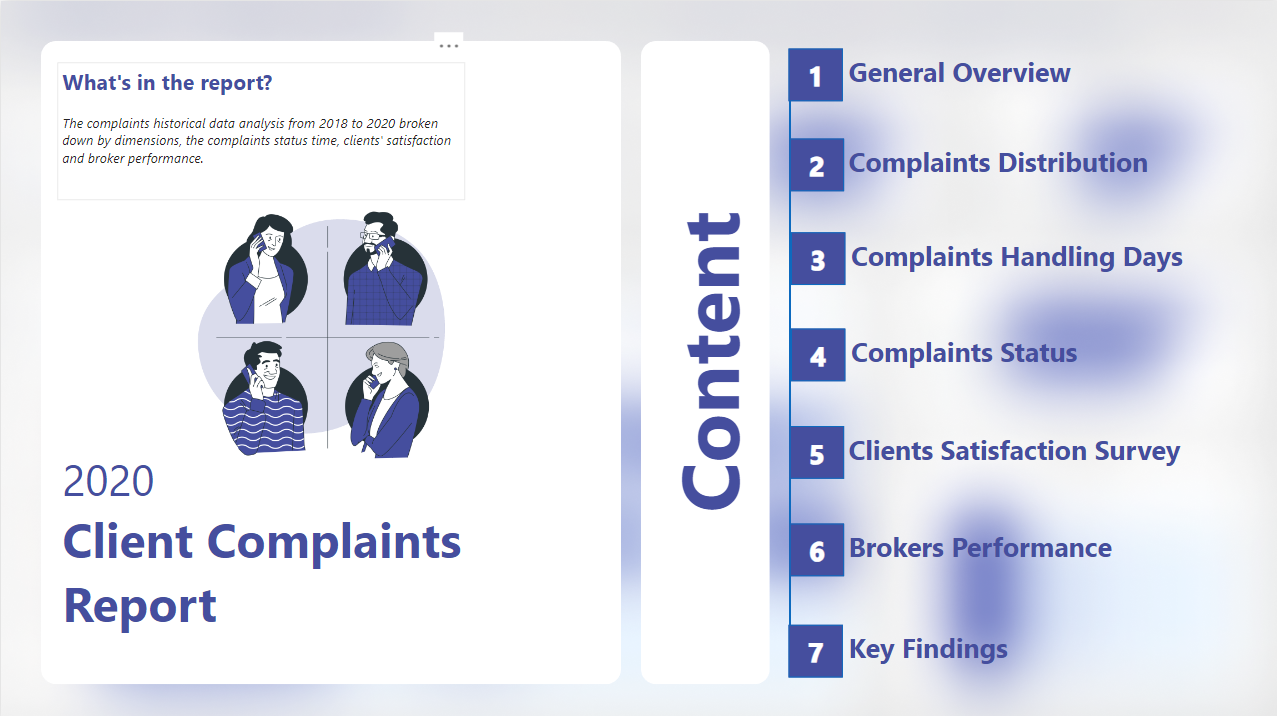 What's in the report?
The complaints historical data analysis from 2018 to 2020 broken
down by dimensions, the complaints status time, clients' satisfaction
and broker performance.
2020
Client Complaints
Report
Content
1 General Overview
2 Complaints Distribution
3 Complaints Handling Days
4 Complaints Status
5 Clients Satisfaction Survey
6 Brokers Performance
7 Key Findings